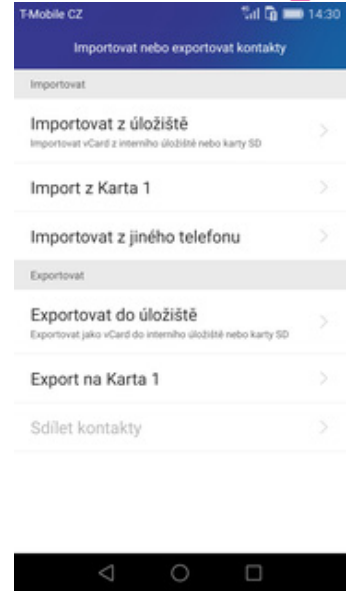 T-Mobile CZ 14:30
Importovat nebo exportovat kontakty
Importovat
Importovat z úložiště
Importovat vCard z interního úložiště nebo karty SD
Import z Karta 1
Importovat z jiného telefonu
Exportovat
Exportovat do úložiště
Exportovat jako vCard do interního úložiště nebo karty SD
Export na Karta 1
Sdílet kontakty